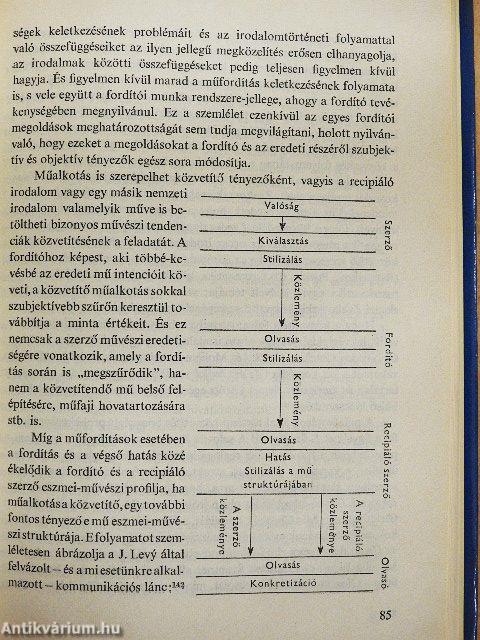 ségek keletkezésének problémáit és az irodalomtörténeti folyamattal
való összefüggéseiket az ilyen jellegű megközelítés erősen elhanyagolja,
az irodalmak közötti összefüggéseket pedig teljesen figyelmen kívül
hagyja. És figyelmen kívül marad a műfordítás keletkezésének folyamata
is, s vele együtt a fordítói munka rendszere-jellege, ahogy a fordító tevé-
kenységében megnyilvánul. Ez a szemlélet ezenkívül az egyes fordítói
megoldások meghatározottságát sem tudja megvilágítani, holott nyilván-
való, hogy ezeket a megoldásokat a fordító és az eredeti részéről szubjek-
tív és objektív tényezők egész sora módosítja.
Műalkotás is szerepelhet közvetítő tényezőként, vagyis a recipiáló
irodalom vagy egy másik nemzeti
irodalom valamelyik műve is be-
töltheti bizonyos művészi tenden-
ciák közvetítésének a feladatát. A
fordítóhoz képest, aki többé-ke-
vésbé az eredeti mű intencióit kö-
veti, a közvetítő műalkotás sokkal
szubjektívebb szűrőn keresztül to-
vábbítja a minta értékeit. És ez
nemcsak a szerző művészi eredeti-
ségére vonatkozik, amely a fordí-
tás során is „megszűrődik”, ha-
nem a közvetítendő mű belső fel-
építésére, műfaji hovatartozására
stb. is.
Míg a műfordítások esetében
a fordítás és a végső hatás közé
ékelődik a fordító és a recipiáló
szerző eszmei-művészi profilja, ha
műalkotás a közvetítő, egy további
fontos tényező e mű eszmei-művé-
szi struktúrája. E folyamatot szem-
léletesen ábrázolja a J. Levý által
felvázolt – és a mi esetünkre alkal-
mazott – kommunikációs lánc:¹⁴²
Valóság
Kiválasztás
Stilizálás
Szerző
Közlemény
Olvasás
Stilizálás
Fordító
Közlemény
Olvasás
Hatás
Stilizálás a mű
struktúrájában
Recipiáló szerző
A szerző
közleménye
A recipiáló
szerző
közleménye
Olvasás
Konkretizáció
Olvasó
85
Antikvárium.hu